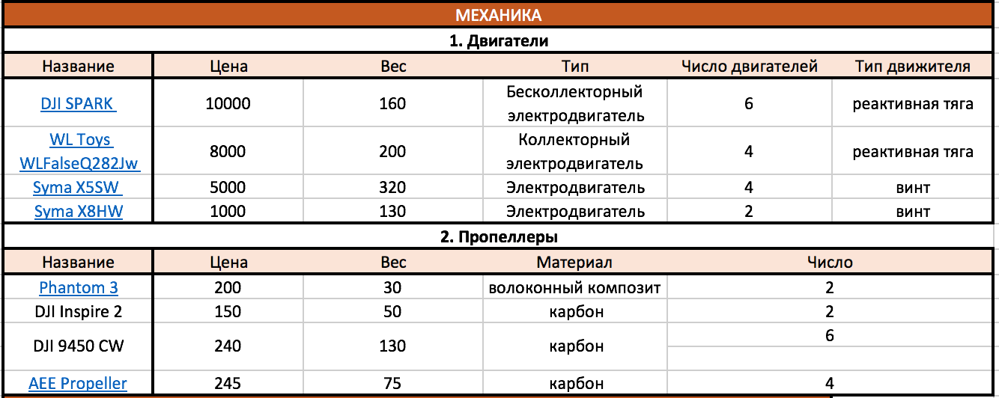 МЕХАНИКА
1. Двигатели
Название Цена Вес Тип Число двигателей Тип движителя
DJI SPARK 10000 160 Бесколлекторный электродвигатель 6 реактивная тяга
WL Toys WLFalseQ282Jw 8000 200 Коллекторный электродвигатель 4 реактивная тяга
Syma X5SW 5000 320 Электродвигатель 4 винт
Syma X8HW 1000 130 Электродвигатель 2 винт
2. Пропеллеры
Название Цена Вес Материал Число
Phantom 3 200 30 волоконный композит 2
DJI Inspire 2 150 50 карбон 2
DJI 9450 CW 240 130 карбон 6
AEE Propeller 245 75 карбон 4